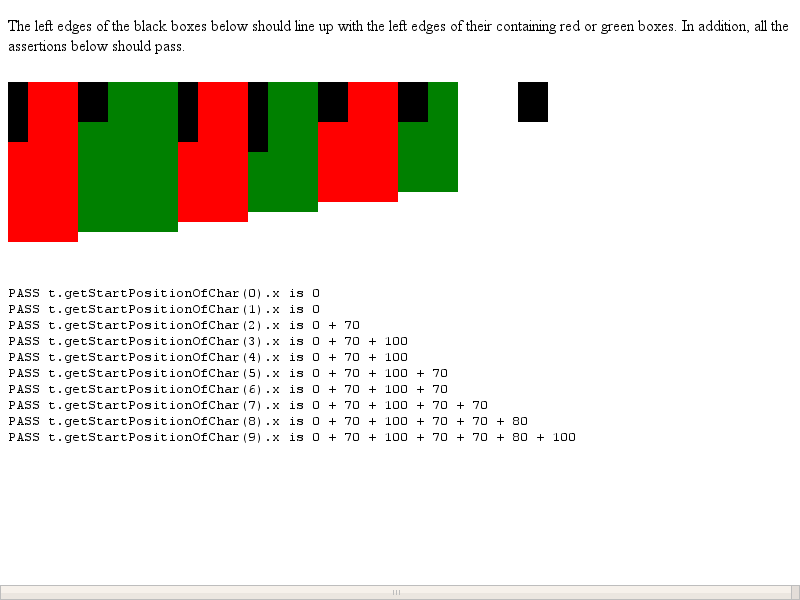 The left edges of the black boxes below should line up with the left edges of their containing red or green boxes. In addition, all the
assertions below should pass.
PASS t.getStartPositionOfChar(0).x is 0
PASS t.getStartPositionOfChar(1).x is 0
PASS t.getStartPositionOfChar(2).x is 0 + 70
PASS t.getStartPositionOfChar(3).x is 0 + 70 + 100
PASS t.getStartPositionOfChar(4).x is 0 + 70 + 100
PASS t.getStartPositionOfChar(5).x is 0 + 70 + 100 + 70
PASS t.getStartPositionOfChar(6).x is 0 + 70 + 100 + 70
PASS t.getStartPositionOfChar(7).x is 0 + 70 + 100 + 70 + 70
PASS t.getStartPositionOfChar(8).x is 0 + 70 + 100 + 70 + 70 + 80
PASS t.getStartPositionOfChar(9).x is 0 + 70 + 100 + 70 + 70 + 80 + 100